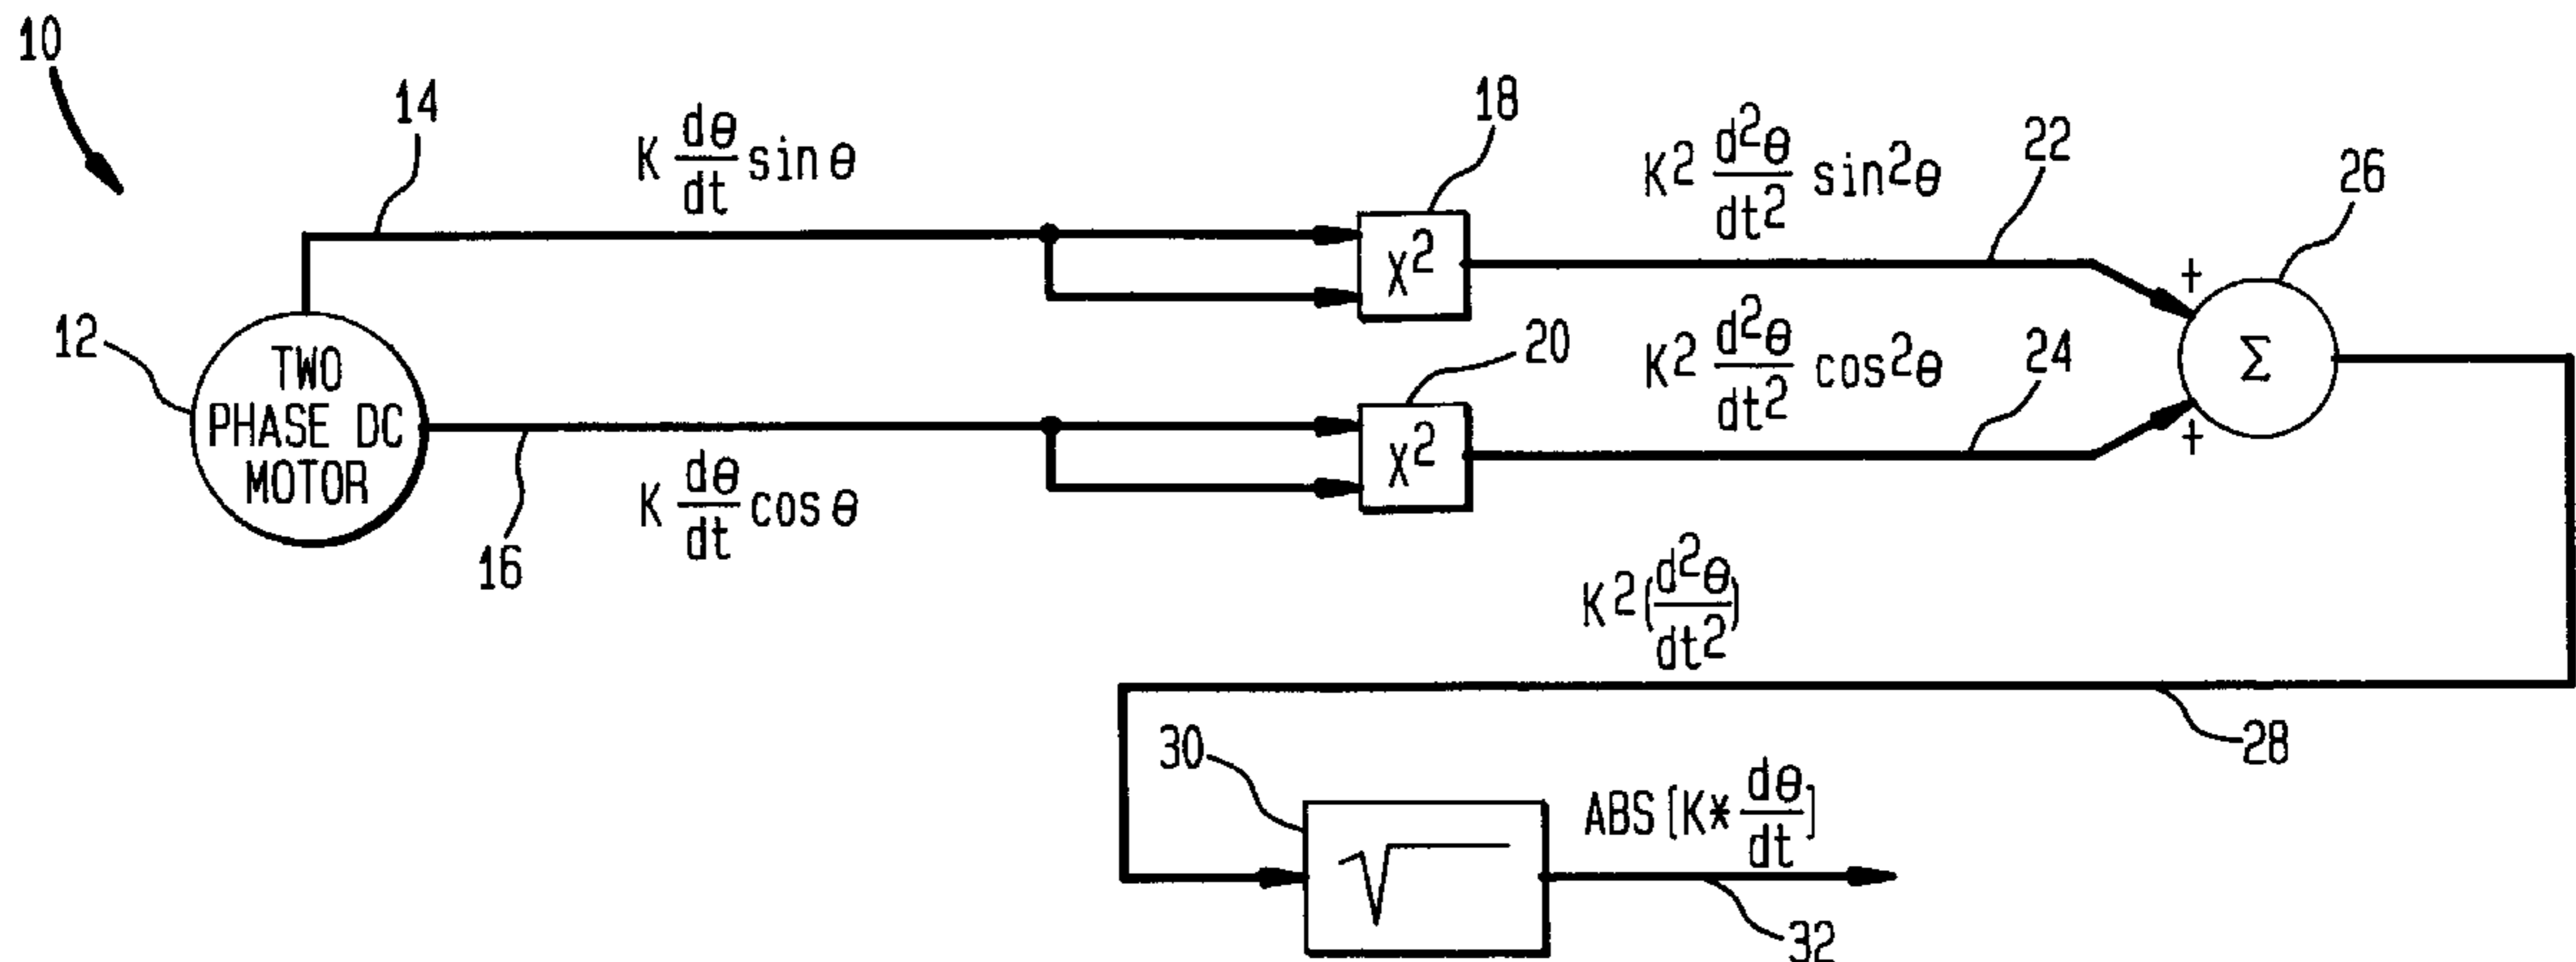 10
14
K dθ/dt sin θ
18
X²
K² d²θ/dt² sin²θ
22
26
+
Σ
+
12
TWO
PHASE DC
MOTOR
16
K dθ/dt cos θ
20
X²
K² d²θ/dt² cos²θ
24
K² (d²θ/dt²)
28
30
√
ABS [K* dθ/dt]
32